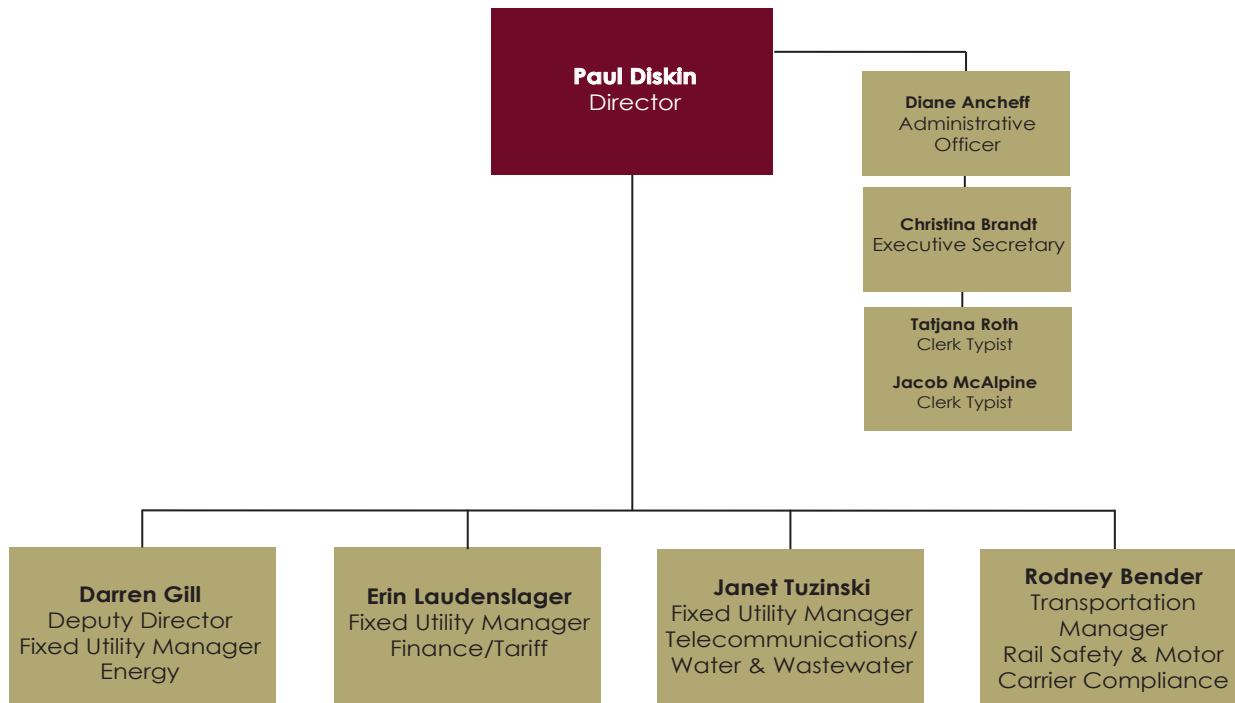 Paul Diskin
Director
Diane Ancheff
Administrative
Officer
Christina Brandt
Executive Secretary
Tatjana Roth
Clerk Typist
Jacob McAlpine
Clerk Typist
Darren Gill
Deputy Director
Fixed Utility Manager
Energy
Erin Laudenslager
Fixed Utility Manager
Finance/Tariff
Janet Tuzinski
Fixed Utility Manager
Telecommunications/
Water & Wastewater
Rodney Bender
Transportation
Manager
Rail Safety & Motor
Carrier Compliance